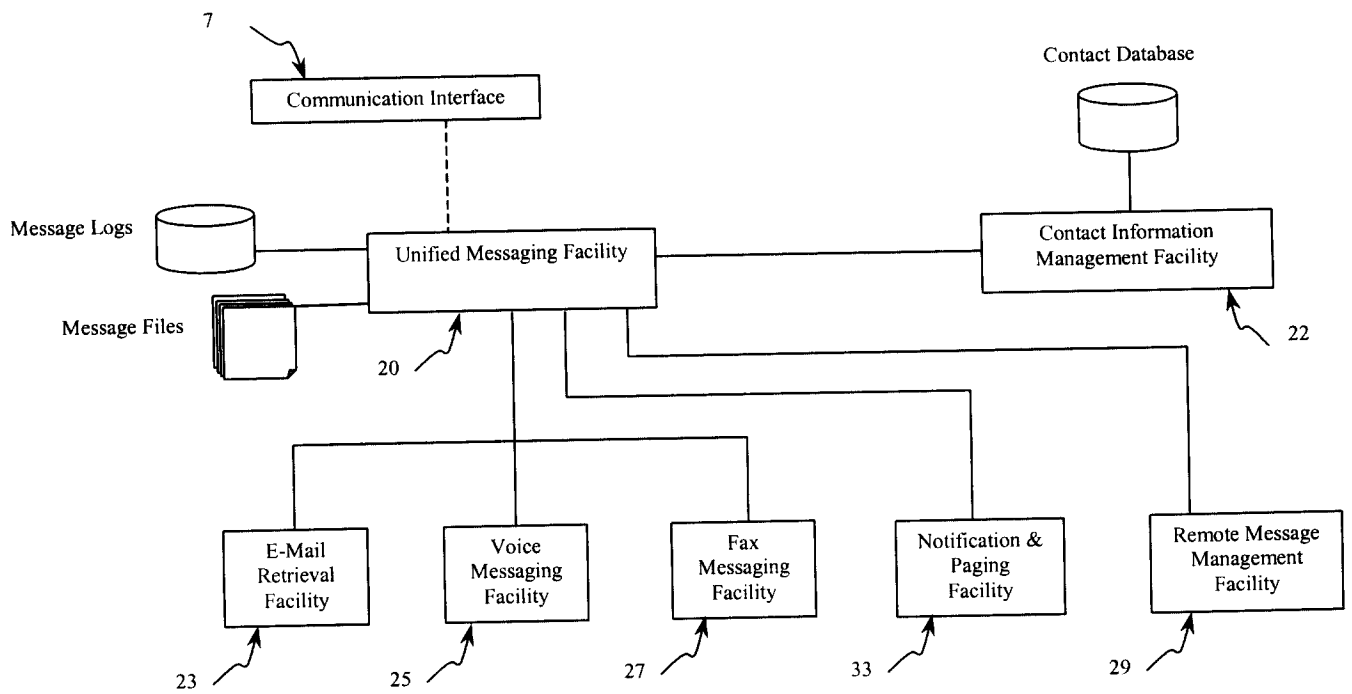 7
Contact Database
Communication Interface
Message Logs
Unified Messaging Facility
Contact Information
Management Facility
Message Files
20
22
E-Mail
Retrieval
Facility
Voice
Messaging
Facility
Fax
Messaging
Facility
Notification &
Paging
Facility
Remote Message
Management
Facility
23
25
27
33
29